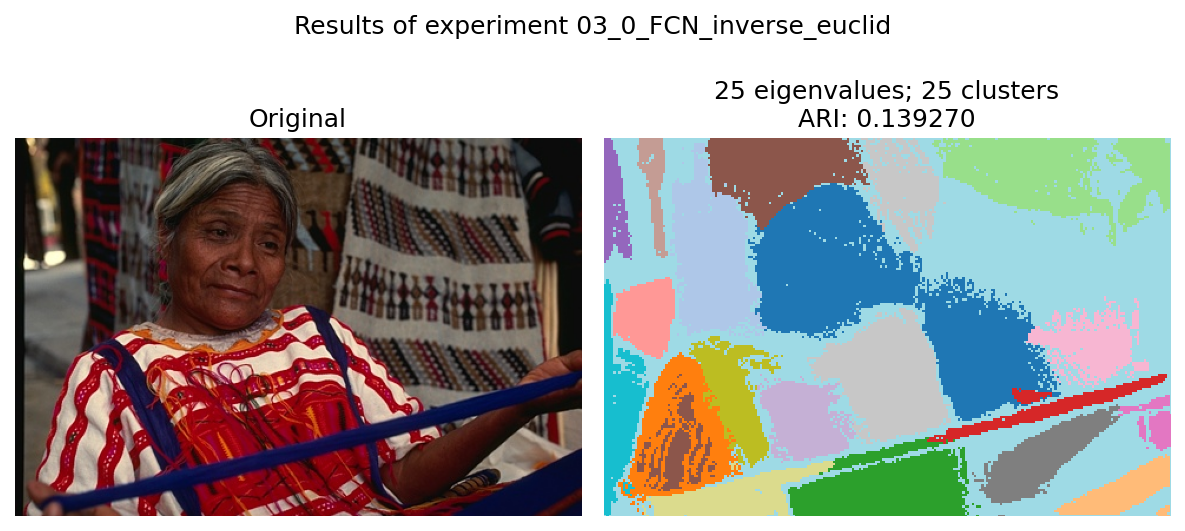 Results of experiment 03_0_FCN_inverse_euclid
Original
25 eigenvalues; 25 clusters
ARI: 0.139270